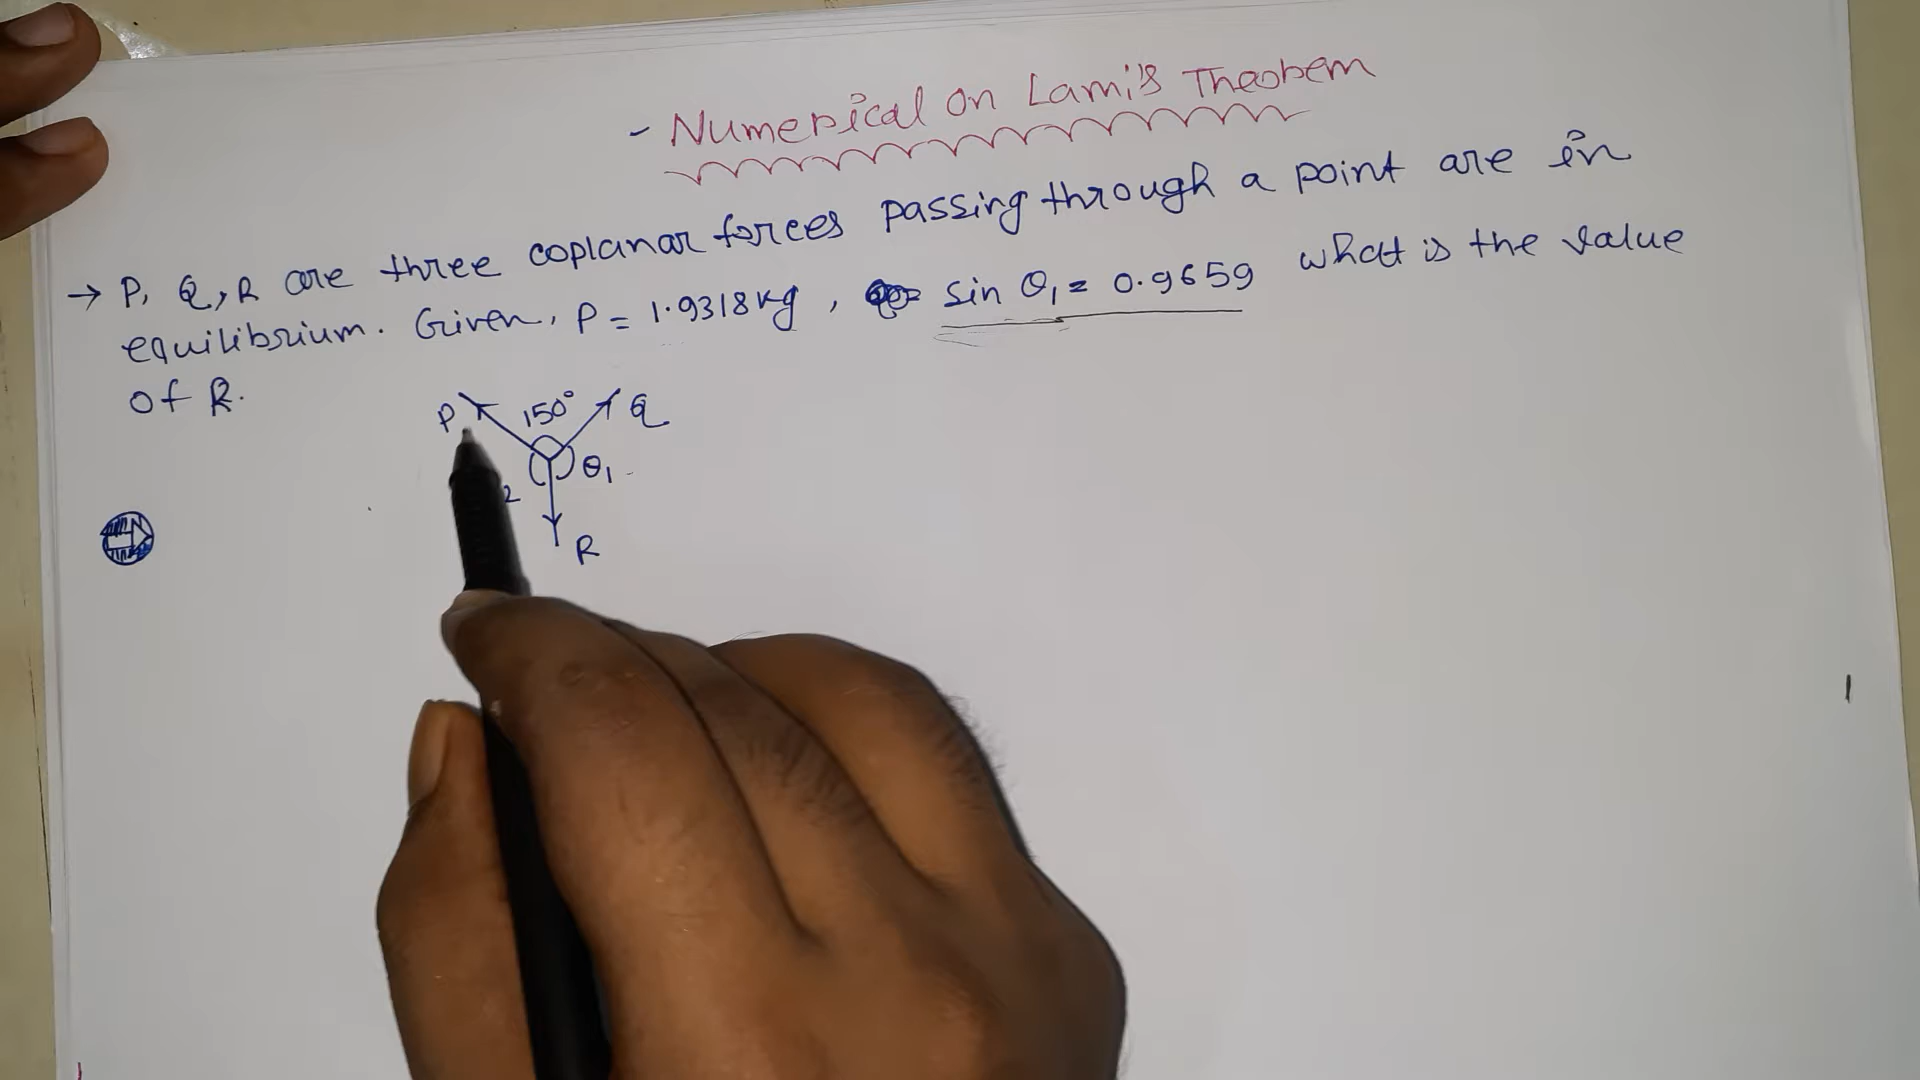 - Numerical on Lami's Theorem
→ P, Q, R are three coplanar forces passing through a point are in
equilibrium. Given, P = 1.9318 kg, sin θ₁ = 0.9659 what is the value
of R.
P 150° Q
θ₁
2
R